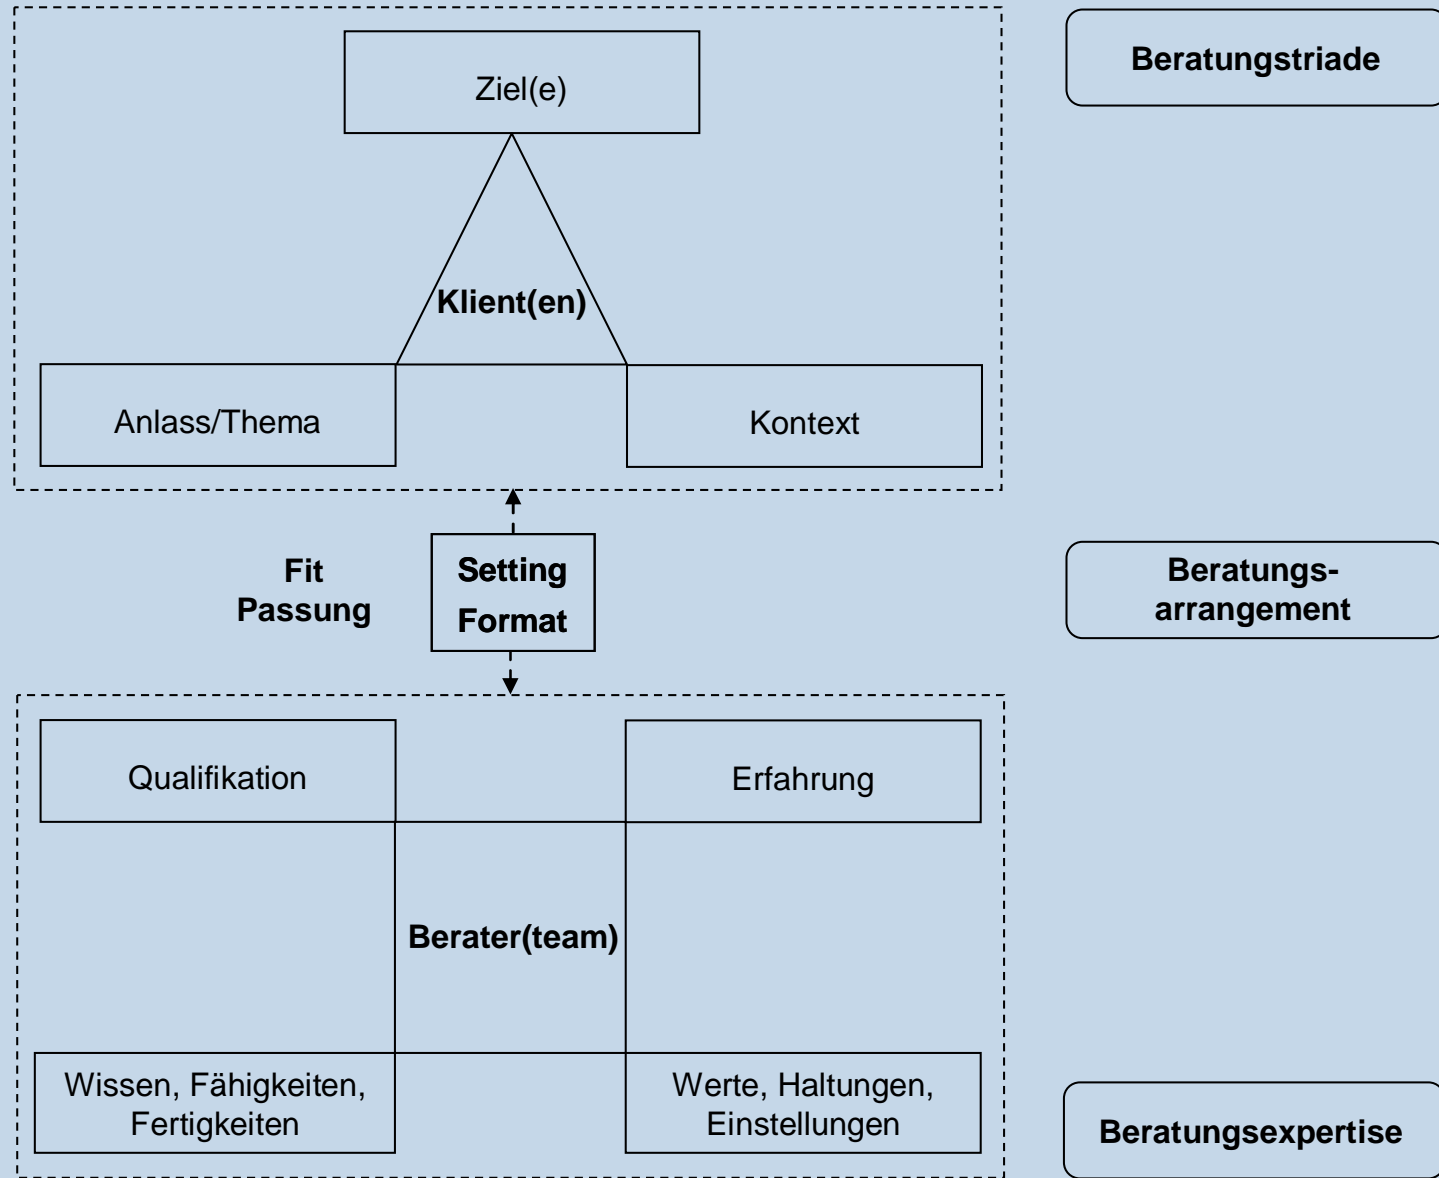 Ziel(e)
Beratungstriade
Klient(en)
Anlass/Thema
Kontext
Fit
Passung
Setting
Format
Beratungs-
arrangement
Qualifikation
Erfahrung
Berater(team)
Wissen, Fähigkeiten,
Fertigkeiten
Werte, Haltungen,
Einstellungen
Beratungsexpertise